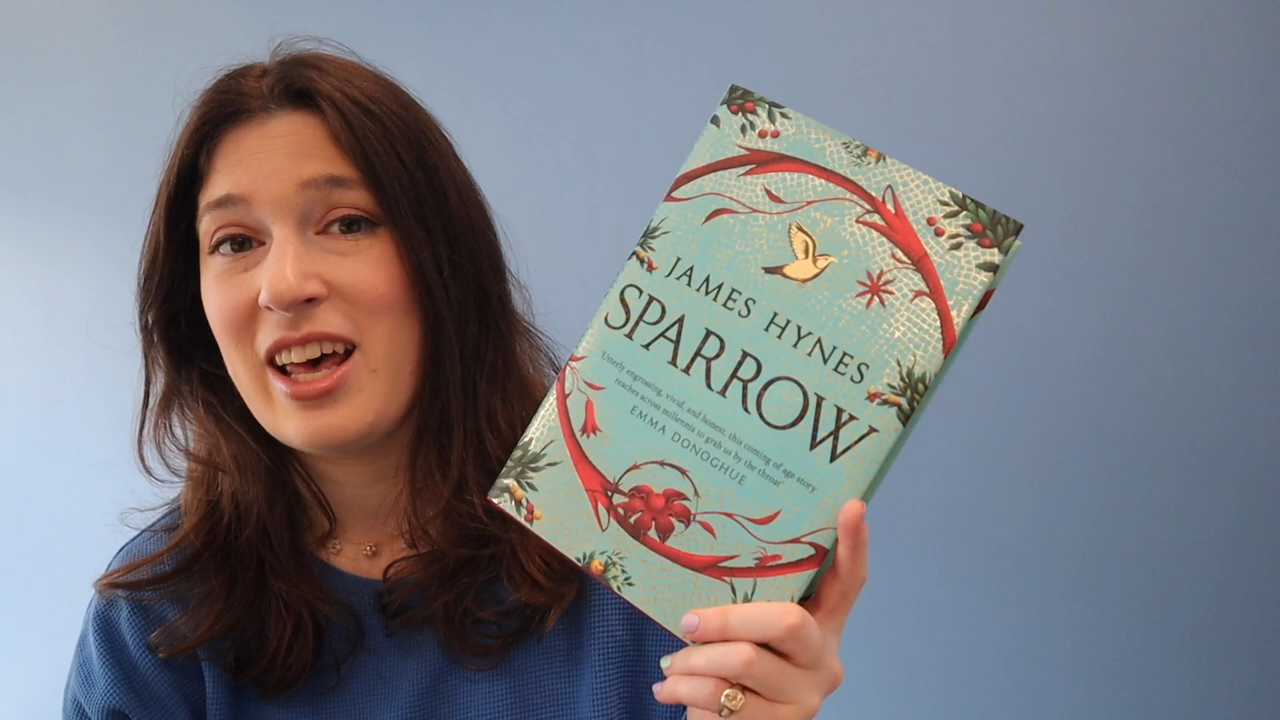 JAMES HYNES
SPARROW
'Utterly engrossing, vivid, and honest, this coming of age story
reaches across millennia to grab us by the throat'
EMMA DONOGHUE